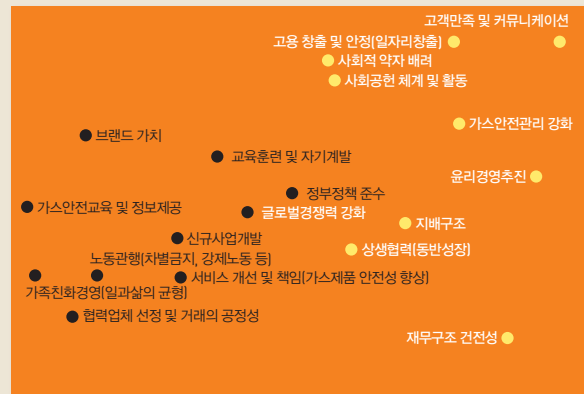 고객만족 및 커뮤니케이션
고용 창출 및 안정(일자리창출)
사회적 약자 배려
사회공헌 체계 및 활동
가스안전관리 강화
브랜드 가치
교육훈련 및 자기계발
윤리경영추진
정부정책 준수
가스안전교육 및 정보제공
글로벌경쟁력 강화
지배구조
신규사업개발
상생협력(동반성장)
노동관행(차별금지, 강제노동 등)
서비스 개선 및 책임(가스제품 안전성 향상)
가족친화경영(일과삶의 균형)
협력업체 선정 및 거래의 공정성
재무구조 건전성